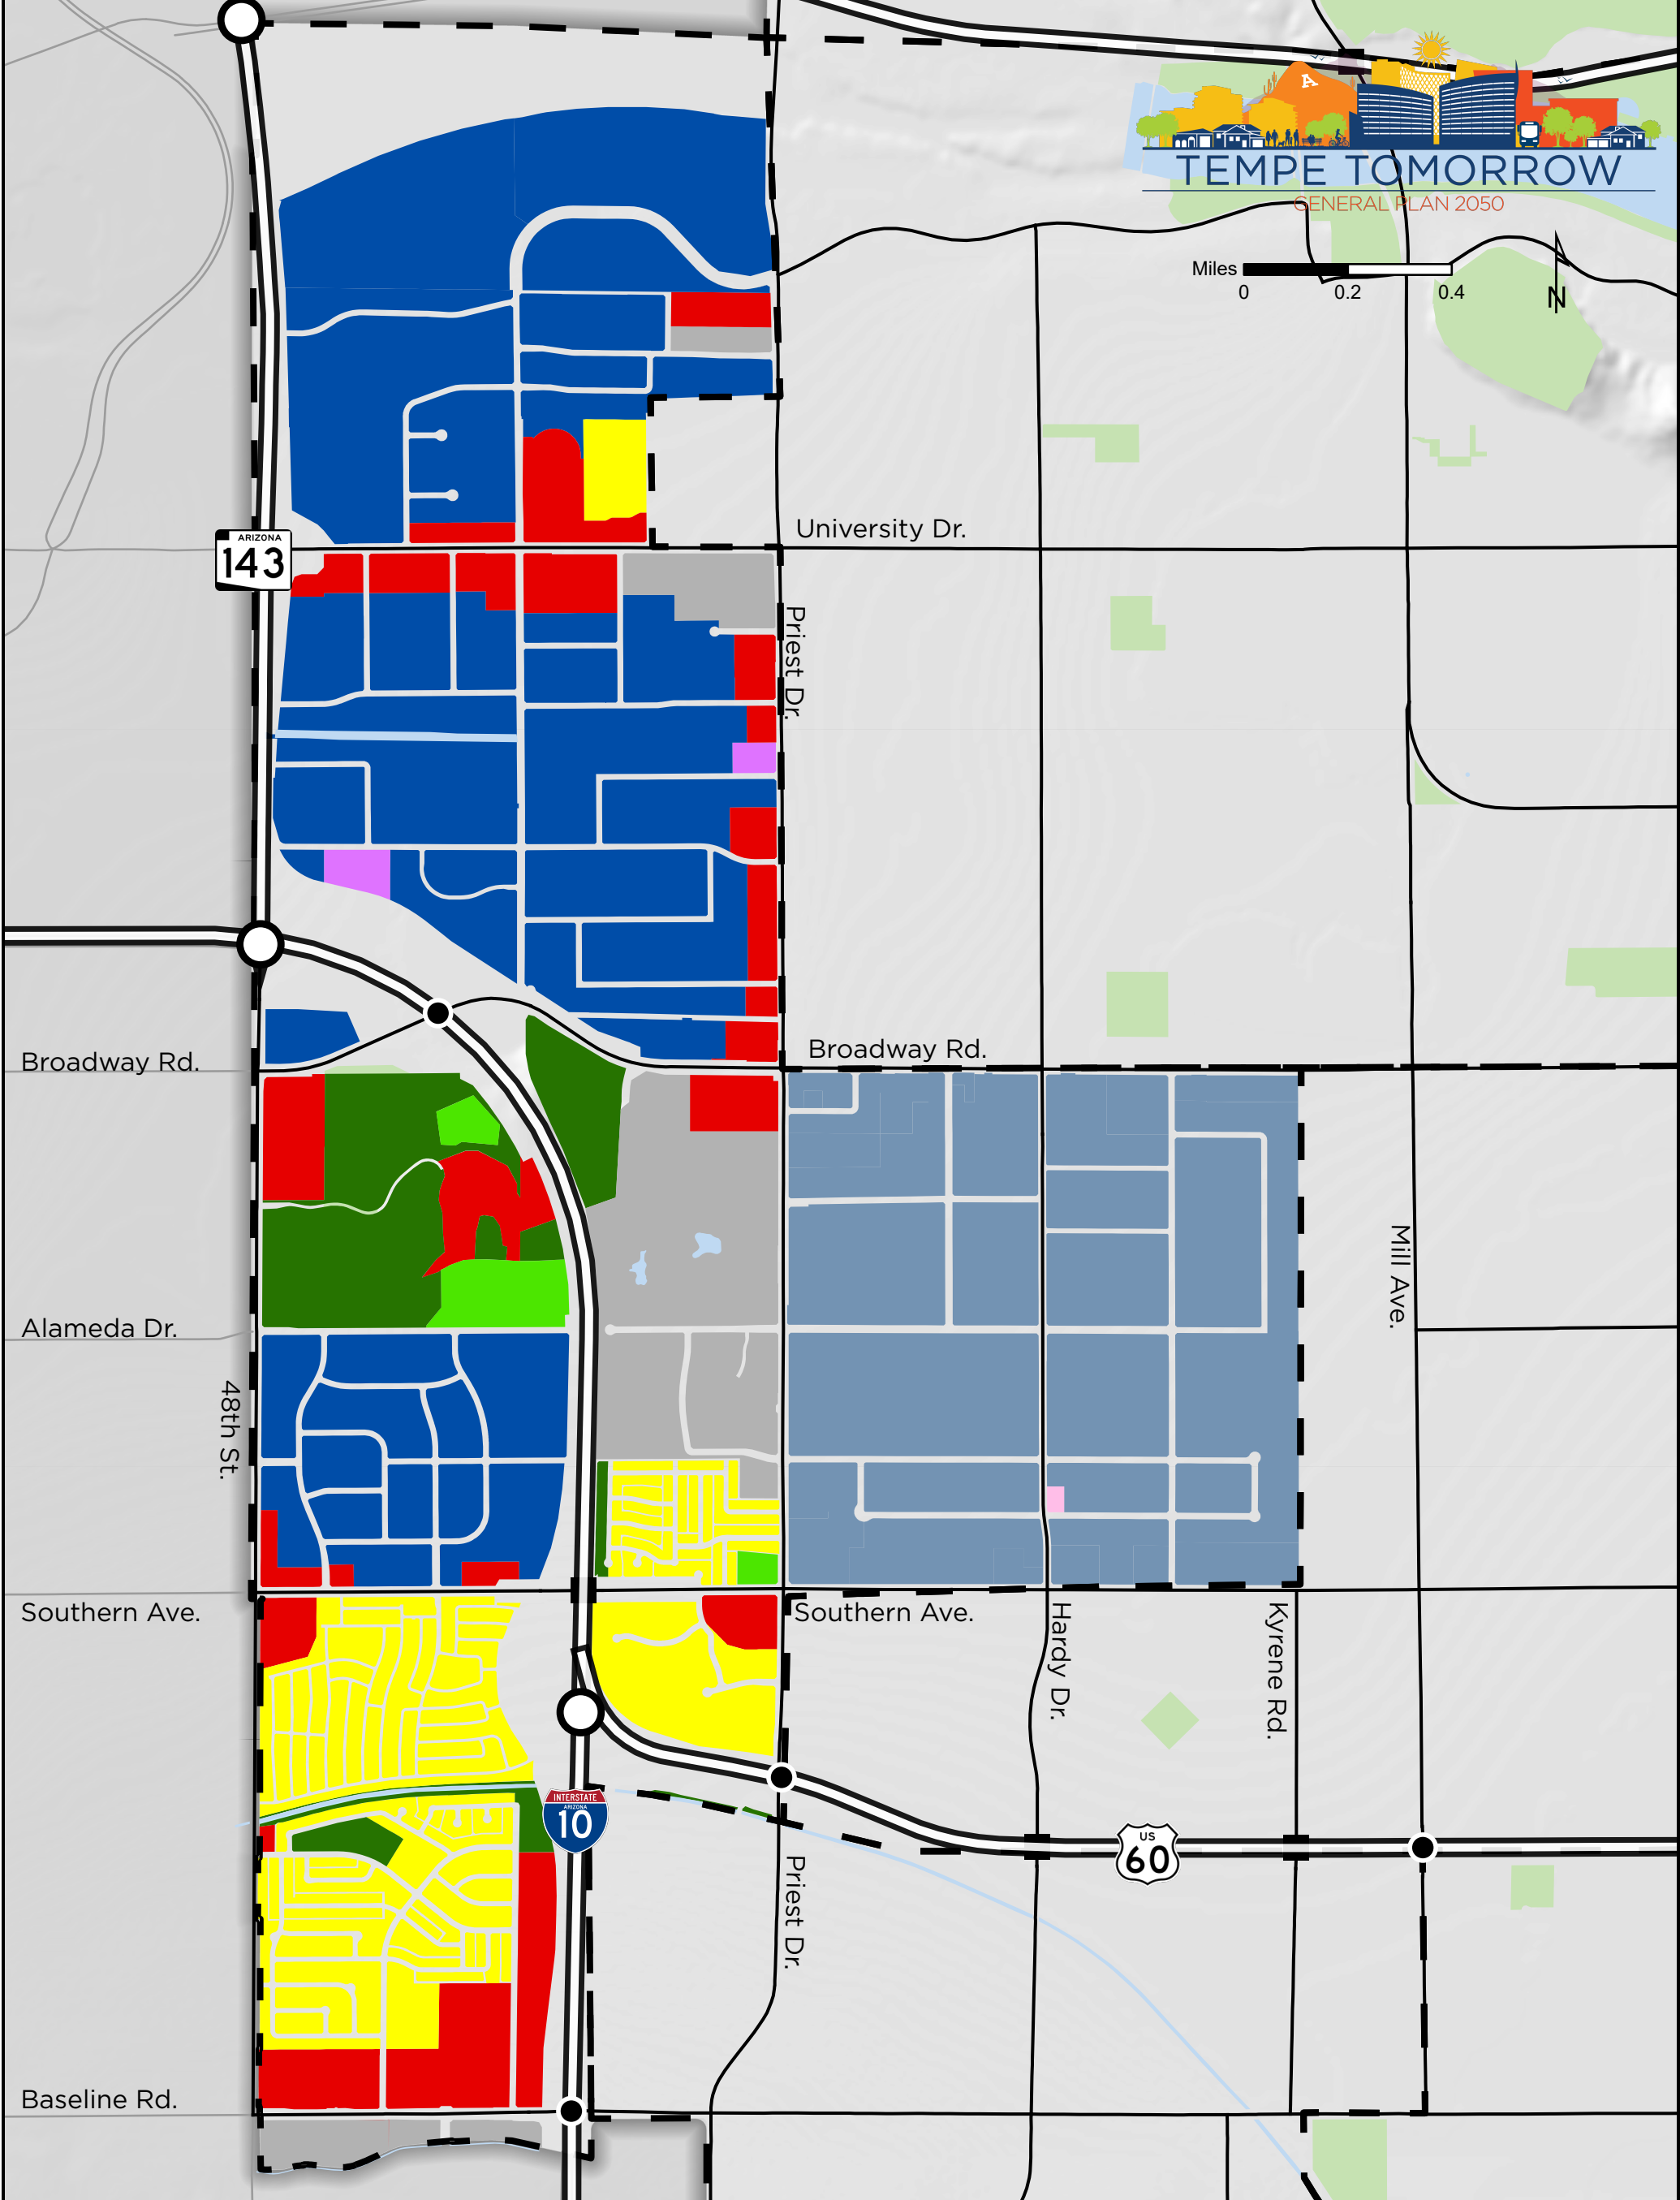 A
TEMPE TOMORROW
GENERAL PLAN 2050
Miles
0 0.2 0.4
N
University Dr.
ARIZONA
143
Priest Dr.
Broadway Rd.
Broadway Rd.
Mill Ave.
Alameda Dr.
48th St.
Southern Ave.
Southern Ave.
Hardy Dr.
Kyrene Rd.
INTERSTATE
ARIZONA
10
US
60
Priest Dr.
Baseline Rd.